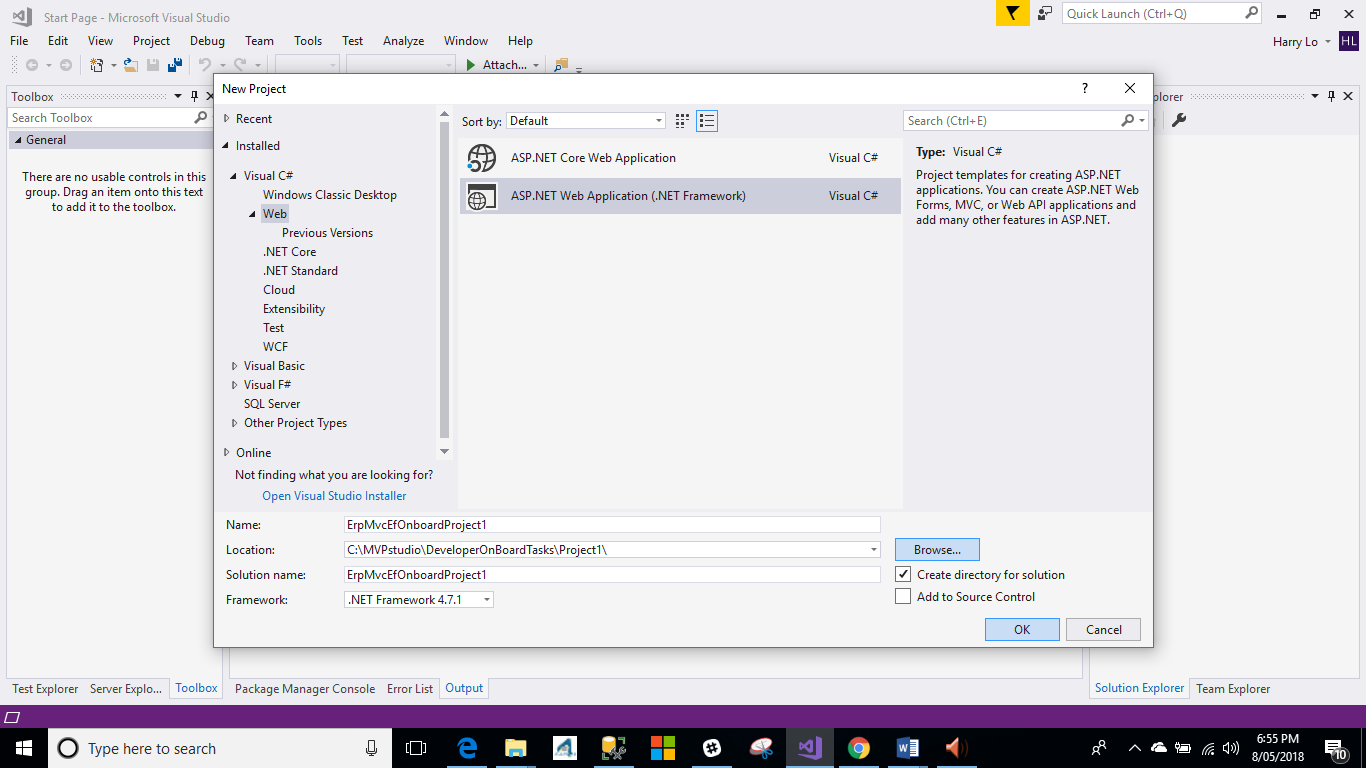 Start Page - Microsoft Visual Studio
Quick Launch (Ctrl+Q)
File Edit View Project Debug Team Tools Test Analyze Window Help
Harry Lo HL
Attach...
Toolbox
Search Toolbox
General
There are no usable controls in this
group. Drag an item onto this text
to add it to the toolbox.
New Project
?
Recent
Installed
Visual C#
Windows Classic Desktop
Web
Previous Versions
.NET Core
.NET Standard
Cloud
Extensibility
Test
WCF
Visual Basic
Visual F#
SQL Server
Other Project Types
Online
Not finding what you are looking for?
Open Visual Studio Installer
Sort by: Default
ASP.NET Core Web Application Visual C#
ASP.NET Web Application (.NET Framework) Visual C#
Search (Ctrl+E)
Type: Visual C#
Project templates for creating ASP.NET
applications. You can create ASP.NET Web
Forms, MVC, or Web API applications and
add many other features in ASP.NET.
Name: ErpMvcEfOnboardProject1
Location: C:\MVPstudio\DeveloperOnBoardTasks\Project1\
Browse...
Solution name: ErpMvcEfOnboardProject1
Create directory for solution
Framework: .NET Framework 4.7.1
Add to Source Control
OK Cancel
plorer
Test Explorer Server Explo... Toolbox
Package Manager Console Error List Output
Solution Explorer Team Explorer
Type here to search
6:55 PM
8/05/2018
10